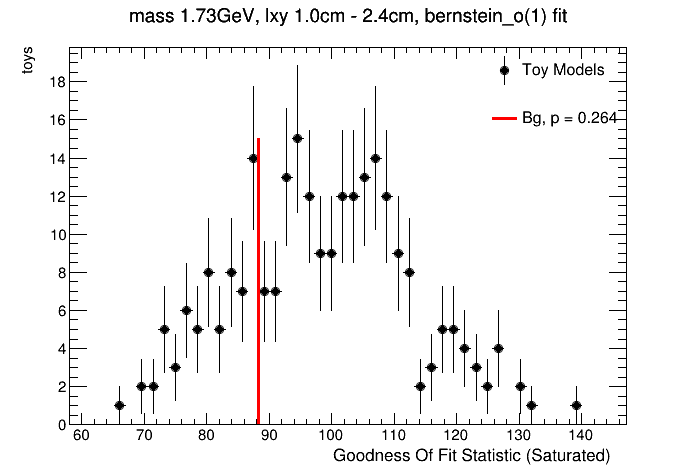 mass 1.73GeV, lxy 1.0cm - 2.4cm, bernstein_o(1) fit
toys
Toy Models
Bg, p = 0.264
18
16
14
12
10
8
6
4
2
0
60 70 80 90 100 110 120 130 140
Goodness Of Fit Statistic (Saturated)